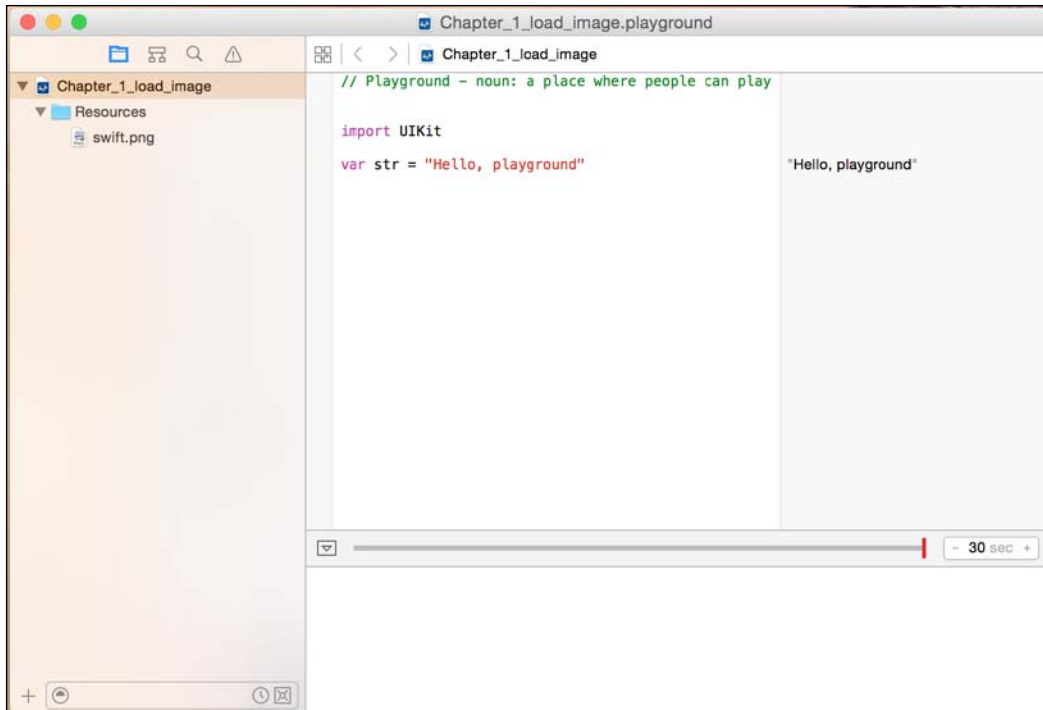 Chapter_1_load_image.playground
Chapter_1_load_image
Chapter_1_load_image
Resources
swift.png
// Playground – noun: a place where people can play
import UIKit
var str = "Hello, playground"
"Hello, playground"
- 30 sec +